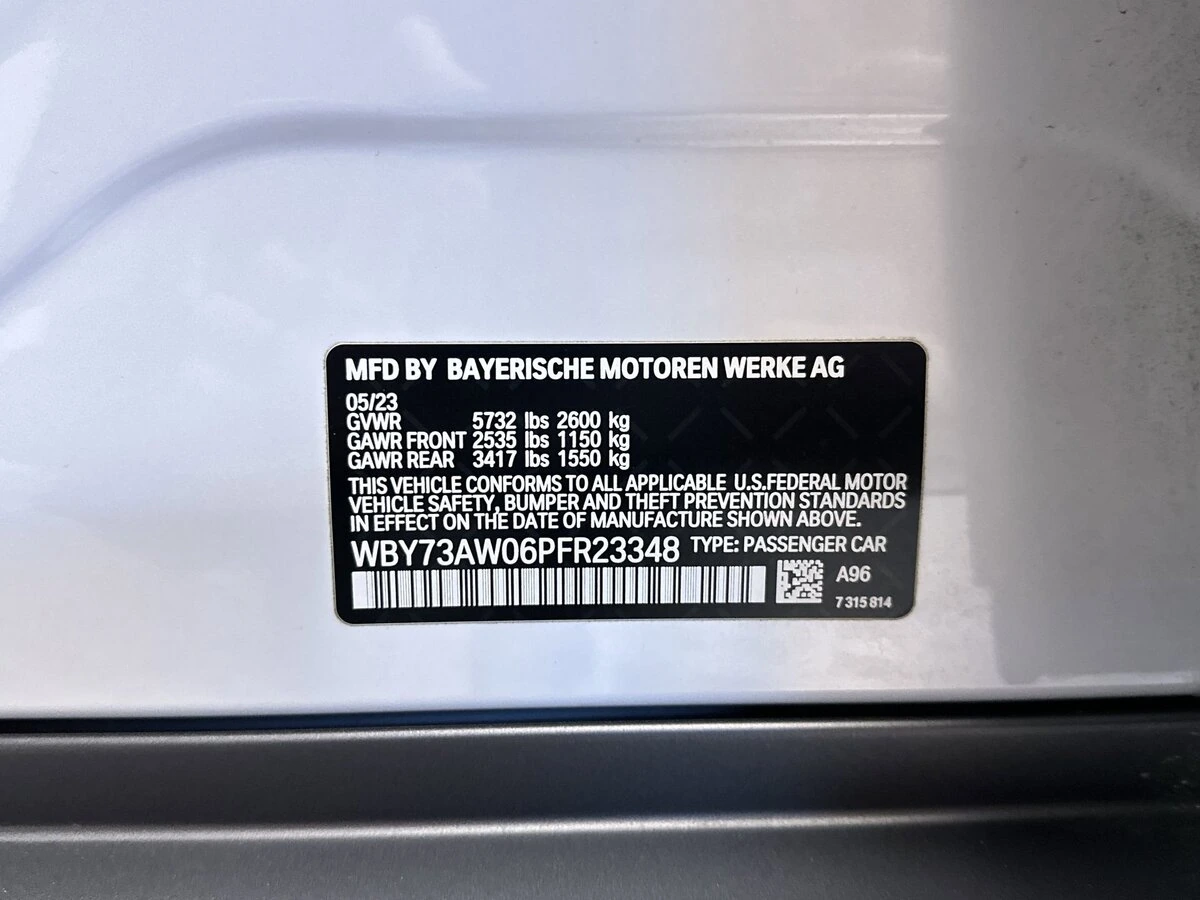 MFD BY BAYERISCHE MOTOREN WERKE AG
05/23
GVWR 5732 lbs 2600 kg
GAWR FRONT 2535 lbs 1150 kg
GAWR REAR 3417 lbs 1550 kg
THIS VEHICLE CONFORMS TO ALL APPLICABLE U.S.FEDERAL MOTOR
VEHICLE SAFETY, BUMPER AND THEFT PREVENTION STANDARDS
IN EFFECT ON THE DATE OF MANUFACTURE SHOWN ABOVE.
WBY73AW06PFR23348 TYPE: PASSENGER CAR
A96
7 315 814